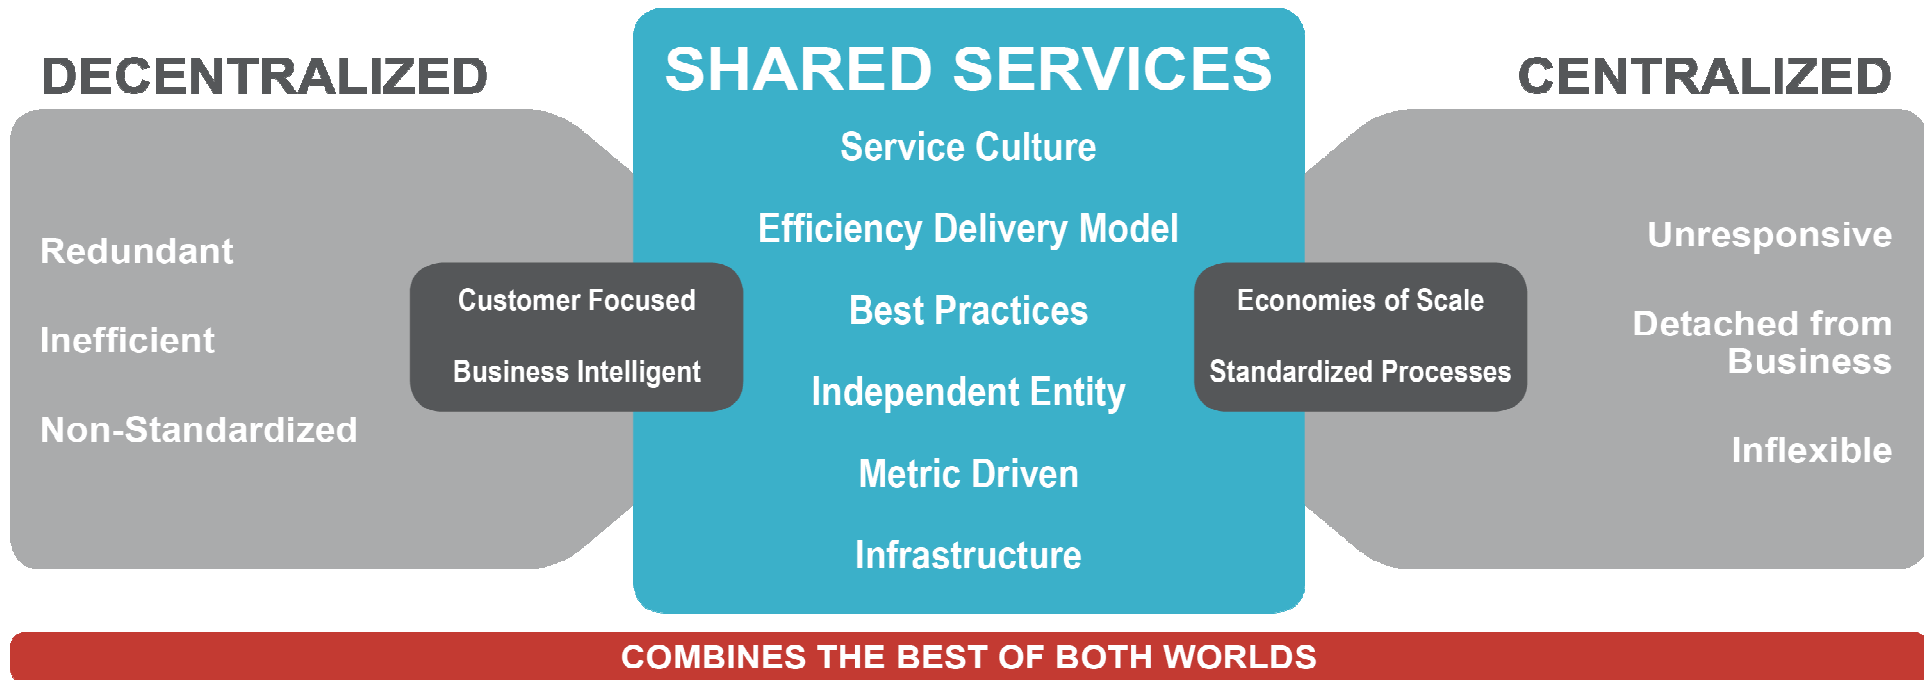 DECENTRALIZED
Redundant
Inefficient
Non-Standardized
Customer Focused
Business Intelligent
SHARED SERVICES
Service Culture
Efficiency Delivery Model
Best Practices
Independent Entity
Metric Driven
Infrastructure
CENTRALIZED
Economies of Scale
Standardized Processes
Unresponsive
Detached from
Business
Inflexible
COMBINES THE BEST OF BOTH WORLDS